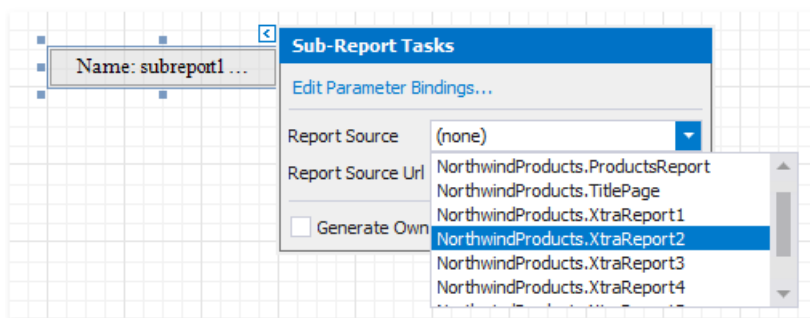 Sub-Report Tasks
Name: subreport1 ...
Edit Parameter Bindings...
Report Source (none)
Report Source Url
NorthwindProducts.ProductsReport
NorthwindProducts.TitlePage
NorthwindProducts.XtraReport1
Generate Own
NorthwindProducts.XtraReport2
NorthwindProducts.XtraReport3
NorthwindProducts.XtraReport4